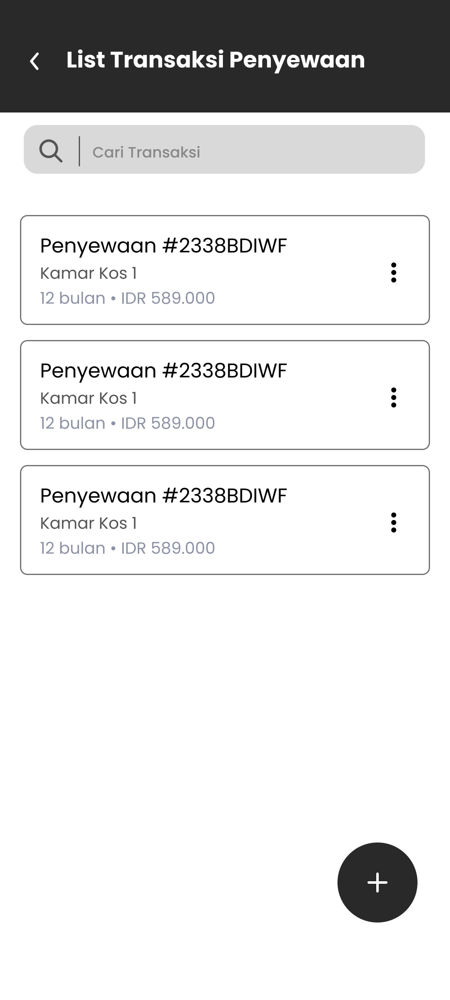 List Transaksi Penyewaan
Cari Transaksi
Penyewaan #2338BDIWF
Kamar Kos 1
12 bulan • IDR 589.000
Penyewaan #2338BDIWF
Kamar Kos 1
12 bulan • IDR 589.000
Penyewaan #2338BDIWF
Kamar Kos 1
12 bulan • IDR 589.000